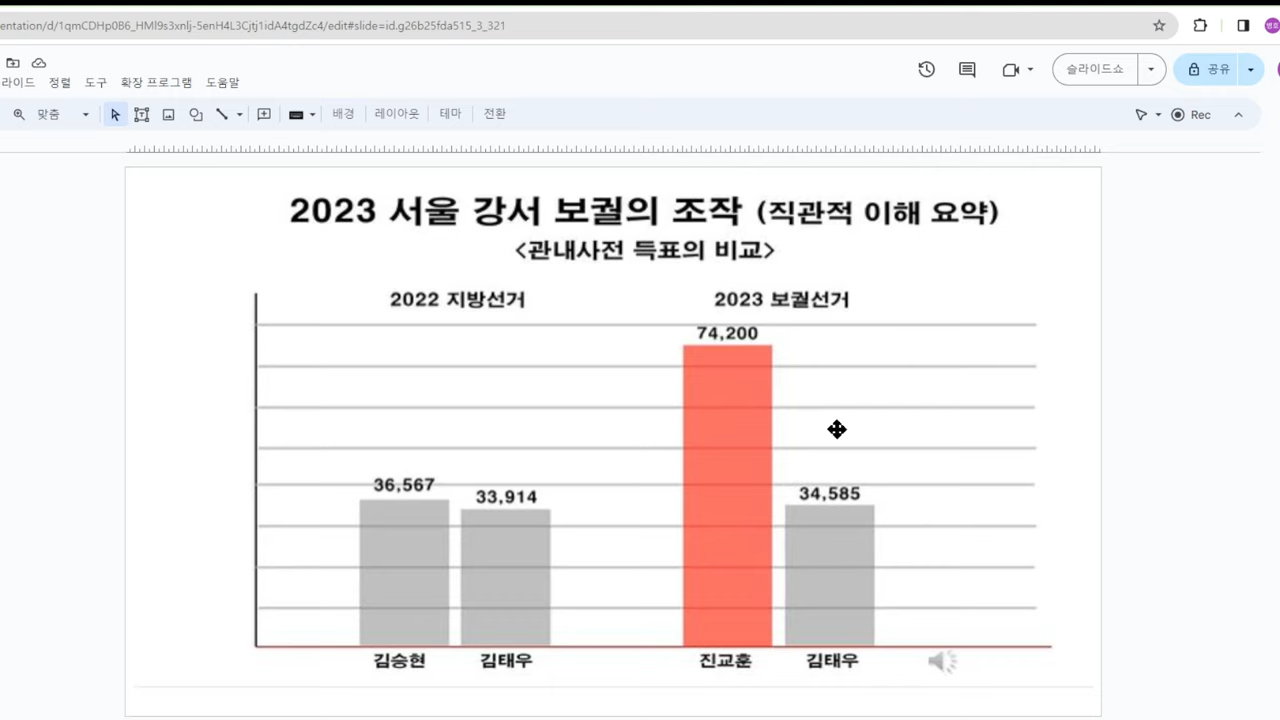 entation/d/1qmCDHp0B6_HMl9s3xnlj-5enH4L3Cjtj1idA4tgdZc4/edit#slide=id.g26b25fda515_3_321
라이드 정렬 도구 확장 프로그램 도움말
슬라이드쇼 공유
맞춤 배경 레이아웃 테마 전환 Rec
2023 서울 강서 보궐의 조작 (직관적 이해 요약)
<관내사전 득표의 비교>
2022 지방선거 2023 보궐선거
74,200
36,567 33,914 34,585
김승현 김태우 진교훈 김태우